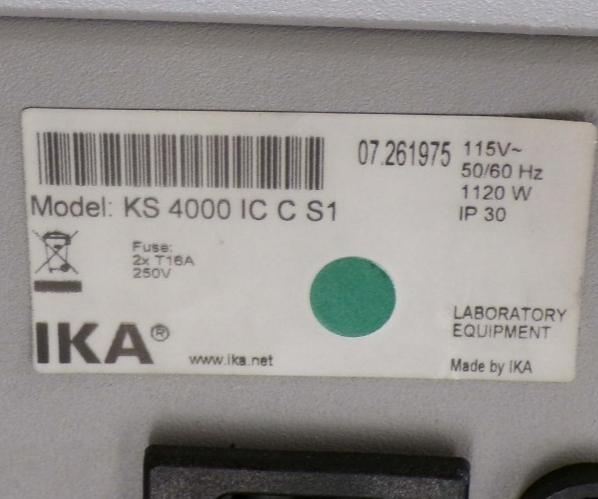 07.261975
115V~
50/60 Hz
1120 W
IP 30
Model: KS 4000 IC C S1
Fuse:
2x T16A
250V
LABORATORY
EQUIPMENT
IKA®
www.ika.net
Made by IKA